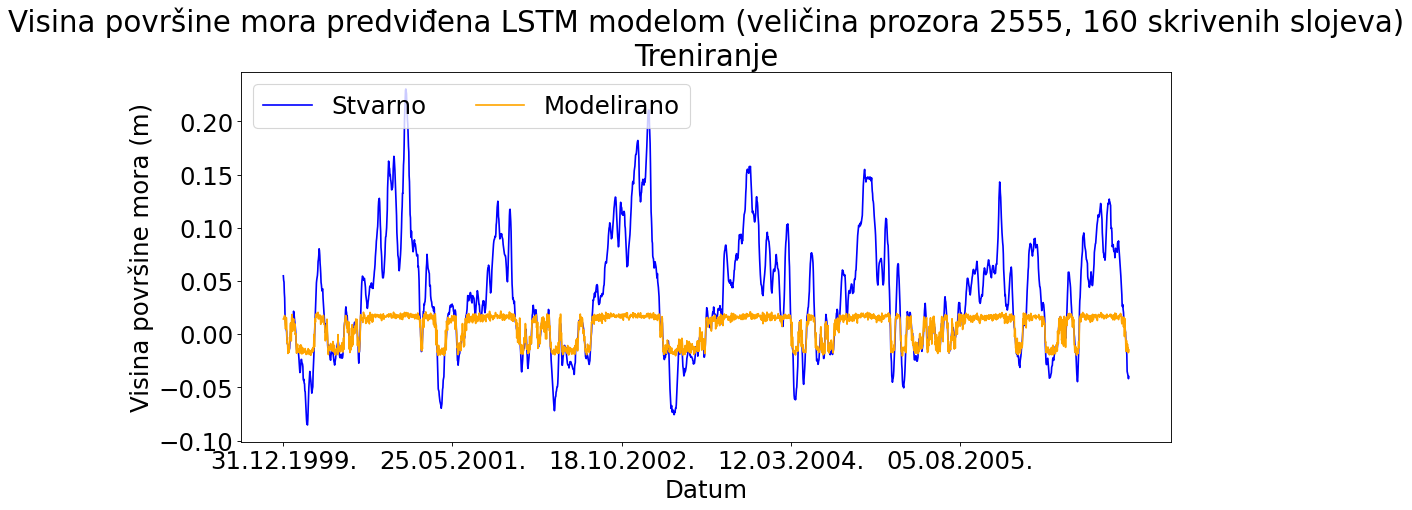 Visina površine mora predviđena LSTM modelom (veličina prozora 2555, 160 skrivenih slojeva)
Treniranje
Stvarno
Modelirano
Visina površine mora (m)
0.20
0.15
0.10
0.05
0.00
−0.05
−0.10
31.12.1999.
25.05.2001.
18.10.2002.
12.03.2004.
05.08.2005.
Datum